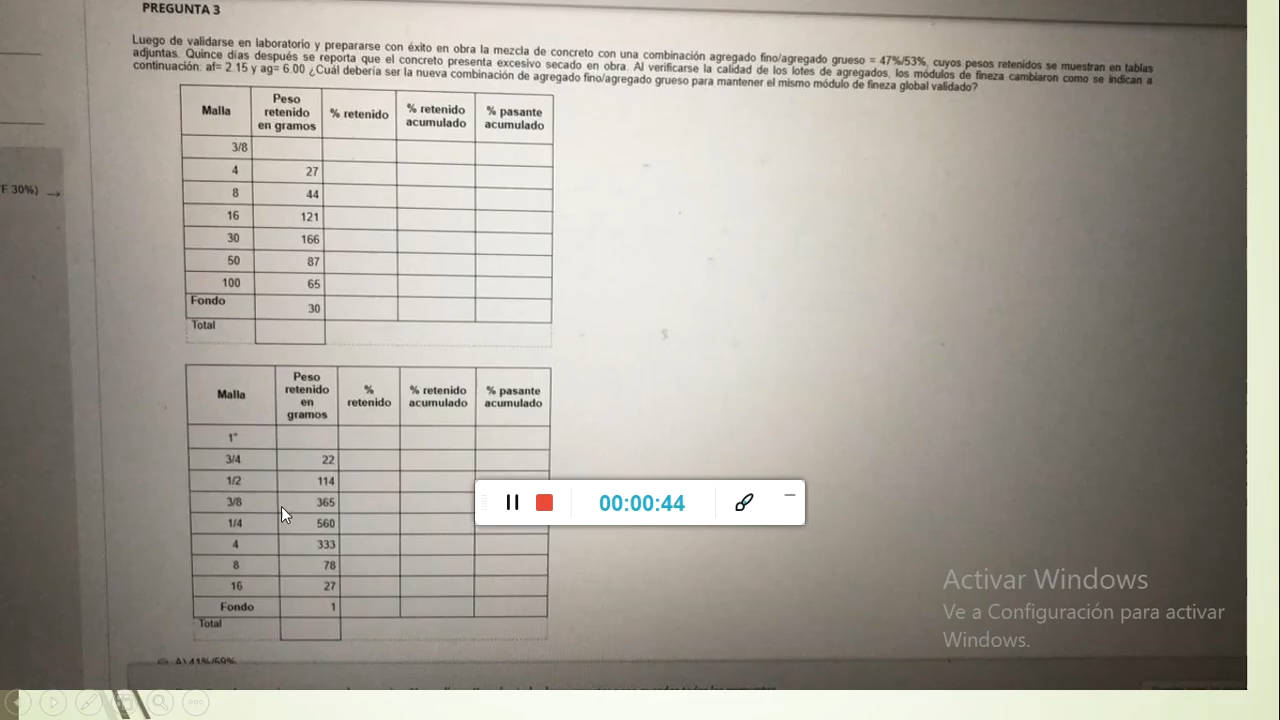 PREGUNTA 3
Luego de validarse en laboratorio y prepararse con éxito en obra la mezcla de concreto con una combinación agregado fino/agregado grueso = 47%/53%, cuyos pesos retenidos se muestran en tablas
adjuntas. Quince días después se reporta que el concreto presenta excesivo secado en obra. Al verificarse la calidad de los lotes de agregados, los módulos de fineza cambiaron como se indican a
continuación: af= 2.15 y ag= 6.00 ¿Cuál debería ser la nueva combinación de agregado fino/agregado grueso para mantener el mismo módulo de fineza global validado?
F 30%) →
Malla Peso retenido en gramos % retenido % retenido acumulado % pasante acumulado
3/8
4 27
8 44
16 121
30 166
50 87
100 65
Fondo 30
Total
Malla Peso retenido en gramos % retenido % retenido acumulado % pasante acumulado
1"
3/4 22
1/2 114
3/8 365
1/4 560
4 333
8 78
16 27
Fondo 1
Total
00:00:44
Activar Windows
Ve a Configuración para activar
Windows.